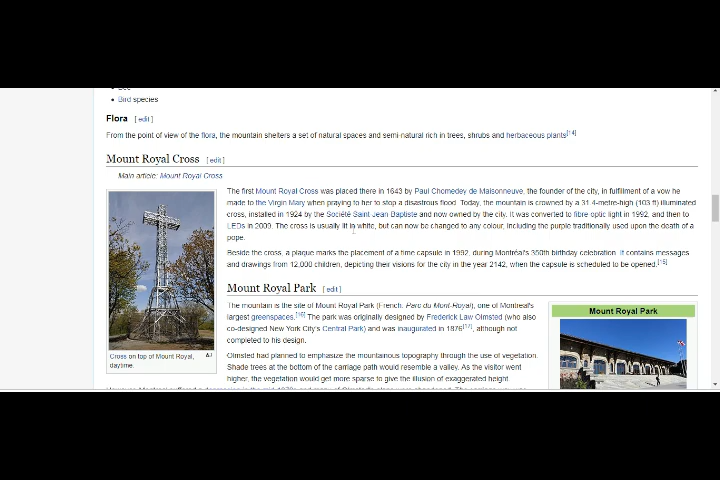 Bird species
Flora [ edit ]
From the point of view of the flora, the mountain shelters a set of natural spaces and semi-natural rich in trees, shrubs and herbaceous plants[14]
Mount Royal Cross [ edit ]
Main article: Mount Royal Cross
The first Mount Royal Cross was placed there in 1643 by Paul Chomedey de Maisonneuve, the founder of the city, in fulfillment of a vow he
made to the Virgin Mary when praying to her to stop a disastrous flood. Today, the mountain is crowned by a 31.4-metre-high (103 ft) illuminated
cross, installed in 1924 by the Société Saint Jean Baptiste and now owned by the city. It was converted to fibre optic light in 1992, and then to
LEDs in 2009. The cross is usually lit in white, but can now be changed to any colour, including the purple traditionally used upon the death of a
pope.
Beside the cross, a plaque marks the placement of a time capsule in 1992, during Montréal's 350th birthday celebration. It contains messages
and drawings from 12,000 children, depicting their visions for the city in the year 2142, when the capsule is scheduled to be opened.[15]
Cross on top of Mount Royal,
daytime.
Mount Royal Park [ edit ]
The mountain is the site of Mount Royal Park (French: Parc du Mont-Royal), one of Montreal's
largest greenspaces.[16] The park was originally designed by Frederick Law Olmsted (who also
co-designed New York City's Central Park) and was inaugurated in 1876[17], although not
completed to his design.
Olmsted had planned to emphasize the mountainous topography through the use of vegetation.
Shade trees at the bottom of the carriage path would resemble a valley. As the visitor went
higher, the vegetation would get more sparse to give the illusion of exaggerated height.
Mount Royal Park